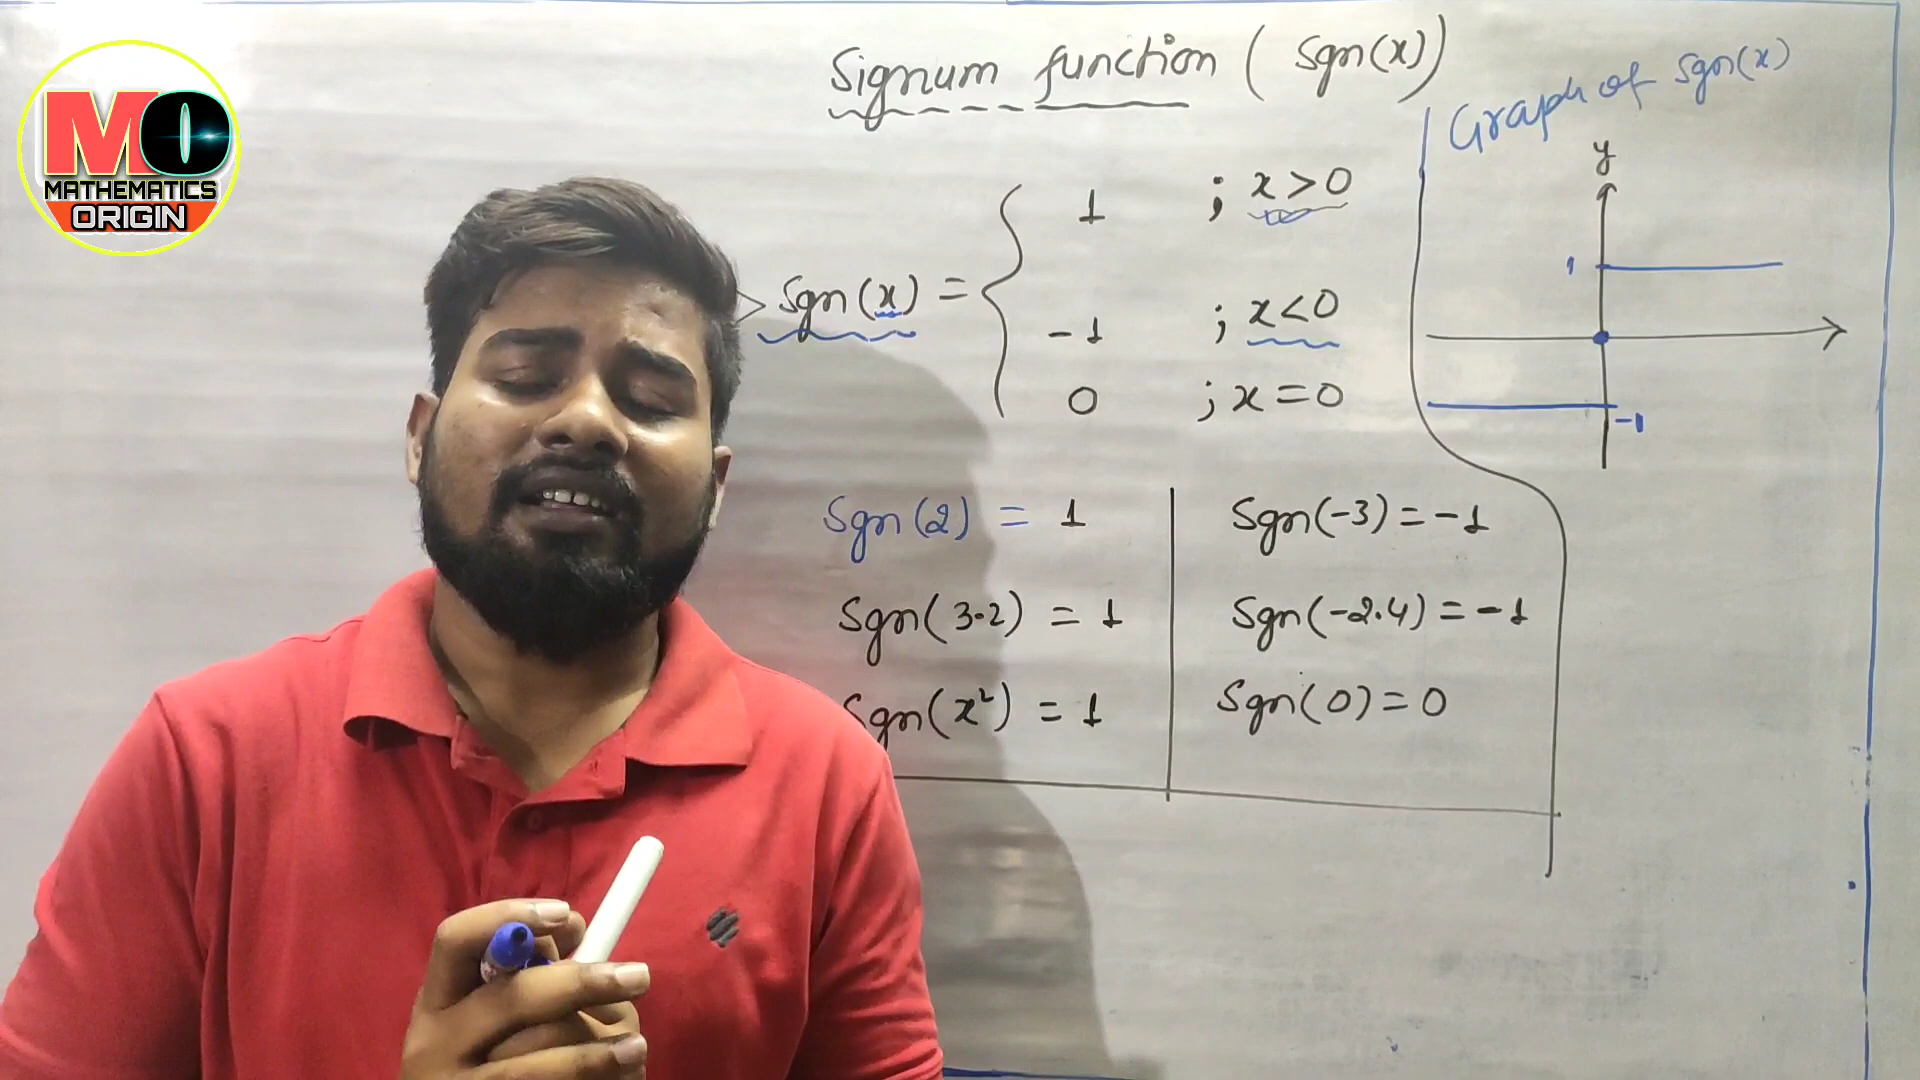 MO
MATHEMATICS
ORIGIN
Signum function ( Sgn(x))
Sgn(x) = { 1 ; x>0
-1 ; x<0
0 ; x=0
Graph of Sgn(x)
y
1
-1
Sgn(2) = 1
Sgn(3.2) = 1
Sgn(x²) = 1
Sgn(-3) = -1
Sgn(-2.4) = -1
Sgn(0) = 0